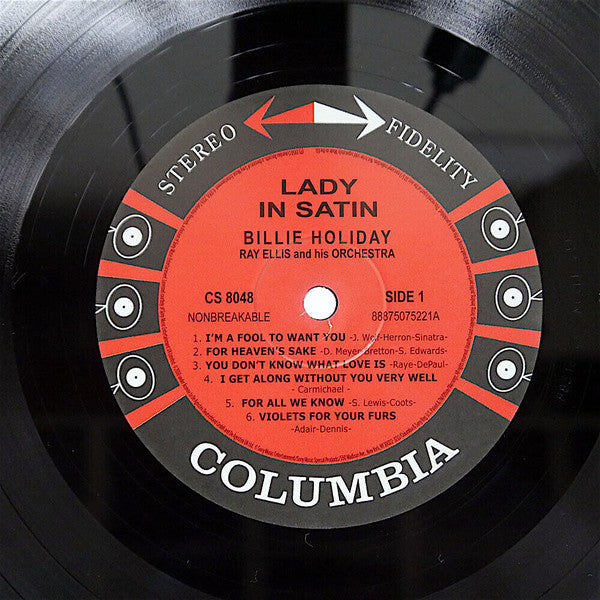 STEREO FIDELITY
LADY
IN SATIN
BILLIE HOLIDAY
RAY ELLIS and his ORCHESTRA
CS 8048 SIDE 1
NONBREAKABLE 88875075221A
1. I'M A FOOL TO WANT YOU -J. Wolf-Herron-Sinatra-
2. FOR HEAVEN'S SAKE -D. Meyer-Bretton-S. Edwards-
3. YOU DON'T KNOW WHAT LOVE IS -Raye-DePaul-
4. I GET ALONG WITHOUT YOU VERY WELL
- Carmichael -
5. FOR ALL WE KNOW -S. Lewis-Coots-
6. VIOLETS FOR YOUR FURS
-Adair-Dennis-
COLUMBIA